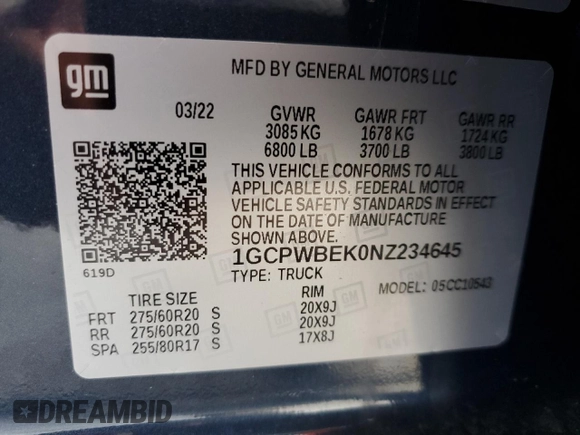 gm
MFD BY GENERAL MOTORS LLC
03/22 GVWR GAWR FRT GAWR RR
3085 KG 1678 KG 1724 KG
6800 LB 3700 LB 3800 LB
THIS VEHICLE CONFORMS TO ALL
APPLICABLE U.S. FEDERAL MOTOR
VEHICLE SAFETY STANDARDS IN EFFECT
ON THE DATE OF MANUFACTURE
SHOWN ABOVE.
619D
1GCPWBEK0NZ234645
TYPE: TRUCK MODEL: 05CC10543
TIRE SIZE RIM
FRT 275/60R20 S 20X9J
RR 275/60R20 S 20X9J
SPA 255/80R17 S 17X8J
DREAMBID